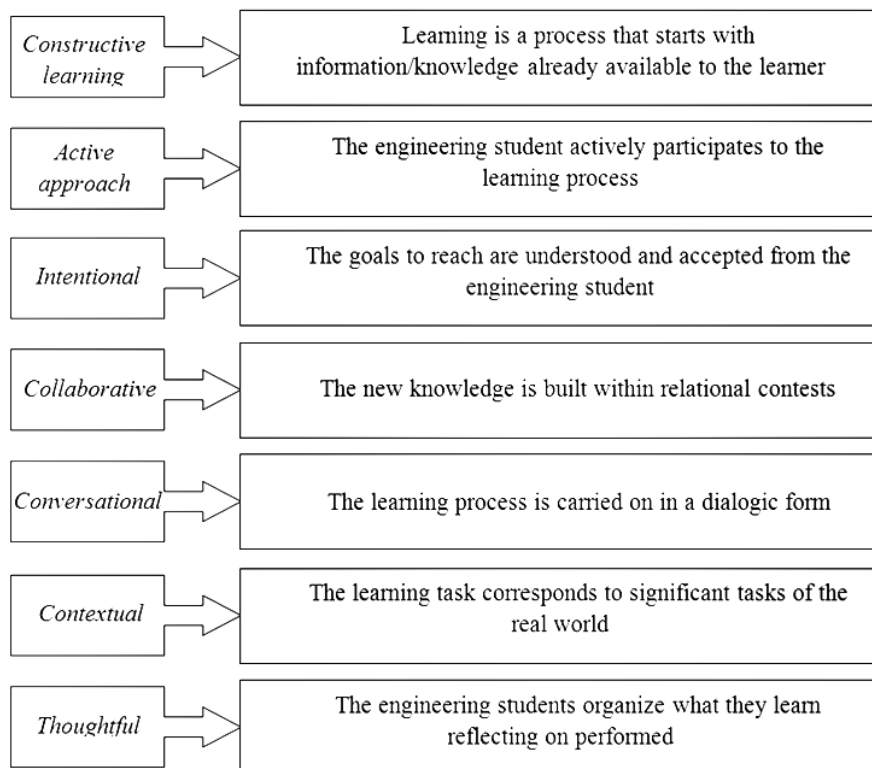 Constructive
learning
Learning is a process that starts with
information/knowledge already available to the learner
Active
approach
The engineering student actively participates to the
learning process
Intentional
The goals to reach are understood and accepted from the
engineering student
Collaborative
The new knowledge is built within relational contests
Conversational
The learning process is carried on in a dialogic form
Contextual
The learning task corresponds to significant tasks of the
real world
Thoughtful
The engineering students organize what they learn
reflecting on performed